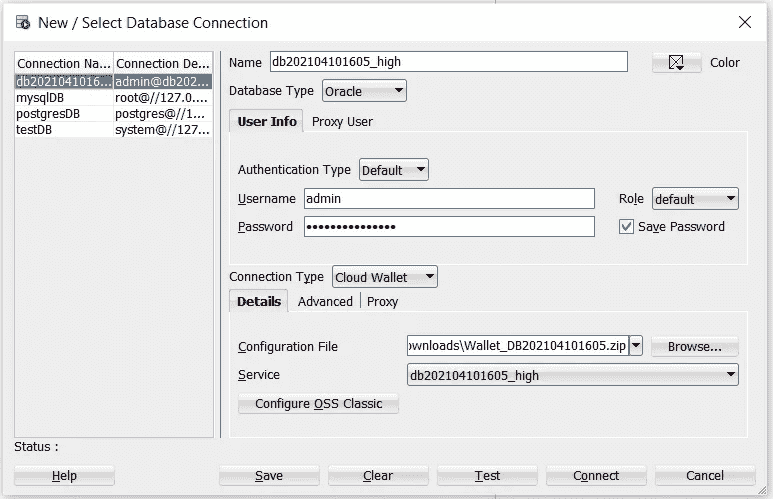 New / Select Database Connection
Connection Na... Connection De...
db2021041016... admin@db202...
mysqlDB root@//127.0....
postgresDB postgres@//1...
testDB system@//127...
Name db202104101605_high Color
Database Type Oracle
User Info Proxy User
Authentication Type Default
Username admin Role default
Password ••••••••••••••• Save Password
Connection Type Cloud Wallet
Details Advanced Proxy
Configuration File ownloads\Wallet_DB202104101605.zip Browse...
Service db202104101605_high
Configure OSS Classic
Status :
Help Save Clear Test Connect Cancel